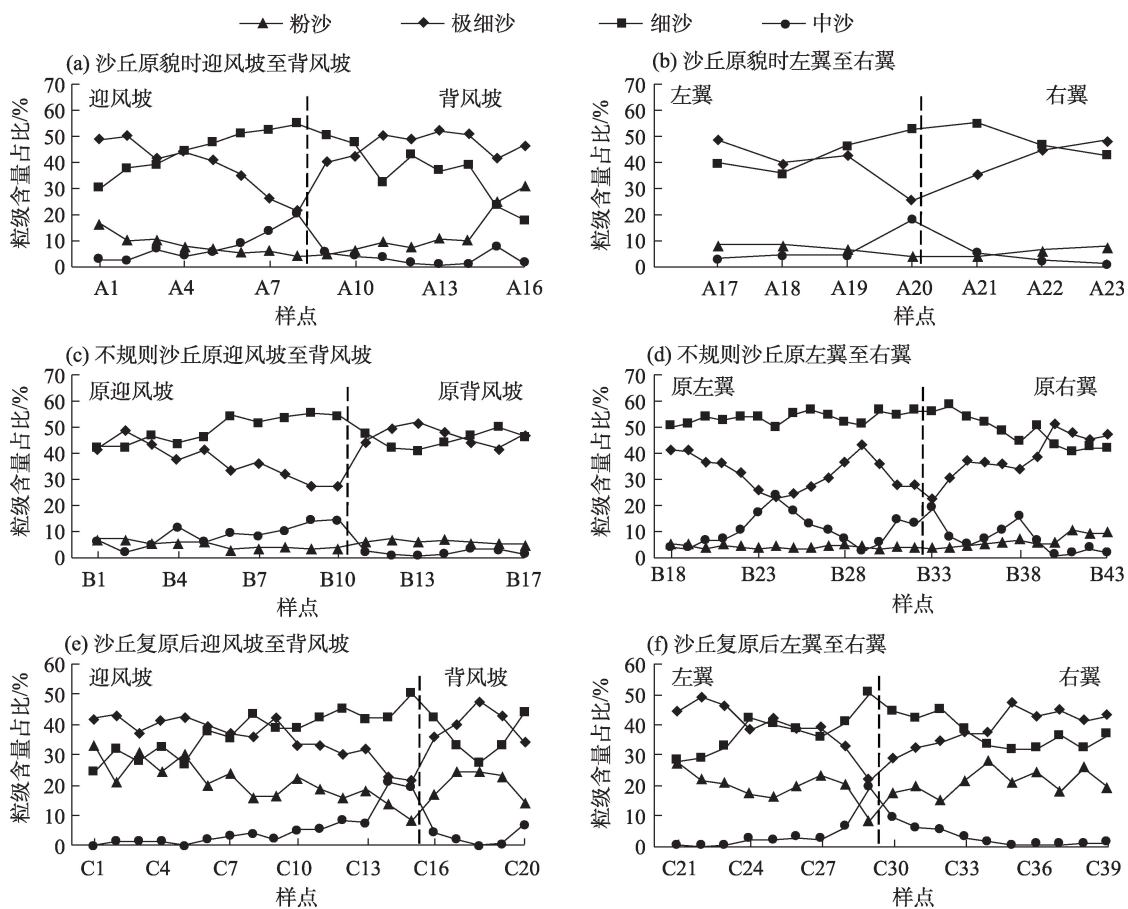 粉沙 极细沙 细沙 中沙
(a) 沙丘原貌时迎风坡至背风坡
粒级含量占比/%
70
60
50
40
30
20
10
0
迎风坡 背风坡
A1 A4 A7 A10 A13 A16
样点
(b) 沙丘原貌时左翼至右翼
粒级含量占比/%
70
60
50
40
30
20
10
0
左翼 右翼
A17 A18 A19 A20 A21 A22 A23
样点
(c) 不规则沙丘原迎风坡至背风坡
粒级含量占比/%
70
60
50
40
30
20
10
0
原迎风坡 原背风坡
B1 B4 B7 B10 B13 B17
样点
(d) 不规则沙丘原左翼至右翼
粒级含量占比/%
70
60
50
40
30
20
10
0
原左翼 原右翼
B18 B23 B28 B33 B38 B43
样点
(e) 沙丘复原后迎风坡至背风坡
粒级含量占比/%
60
50
40
30
20
10
0
迎风坡 背风坡
C1 C4 C7 C10 C13 C16 C20
样点
(f) 沙丘复原后左翼至右翼
粒级含量占比/%
60
50
40
30
20
10
0
左翼 右翼
C21 C24 C27 C30 C33 C36 C39
样点